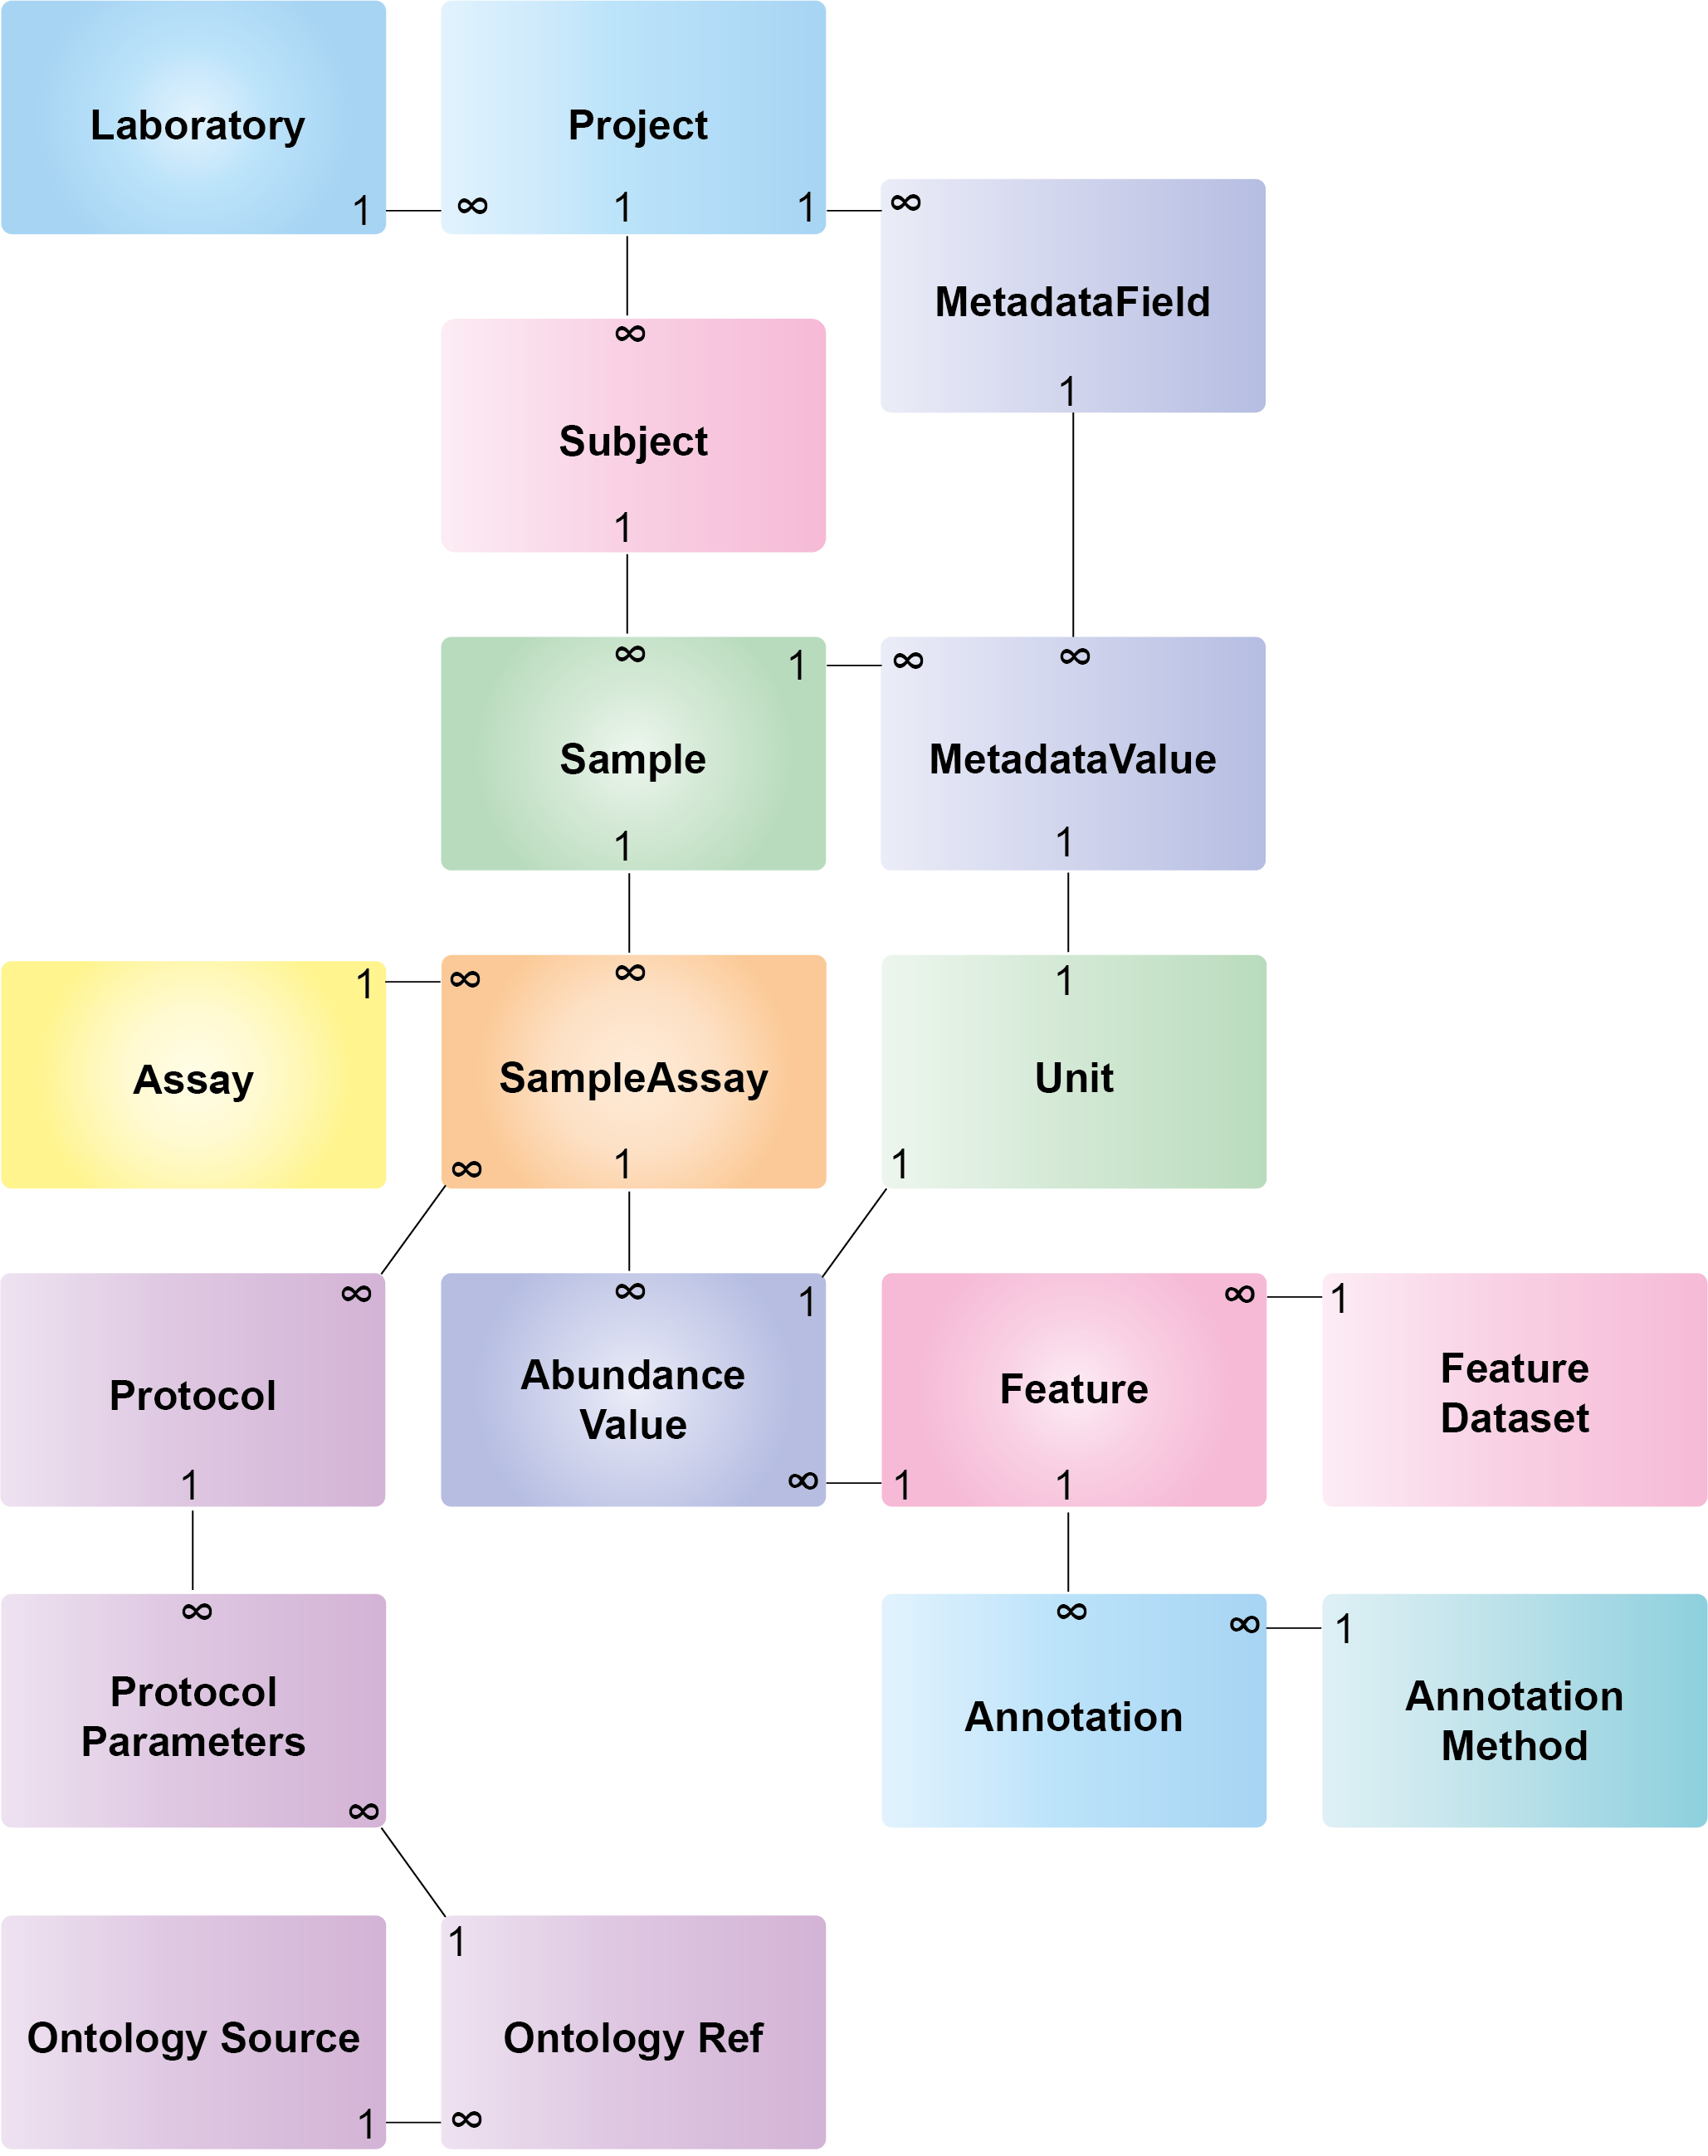 Laboratory
1
Project
∞
1
1
∞
MetadataField
1
∞
Subject
1
∞
1
Sample
1
∞
∞
MetadataValue
1
1
Assay
∞
∞
SampleAssay
∞
1
1
Unit
1
∞
Protocol
1
∞
1
Abundance
Value
∞
∞
Feature
1
1
1
Feature
Dataset
∞
Protocol
Parameters
∞
∞
∞
Annotation
1
Annotation
Method
Ontology Source
1
1
Ontology Ref
∞